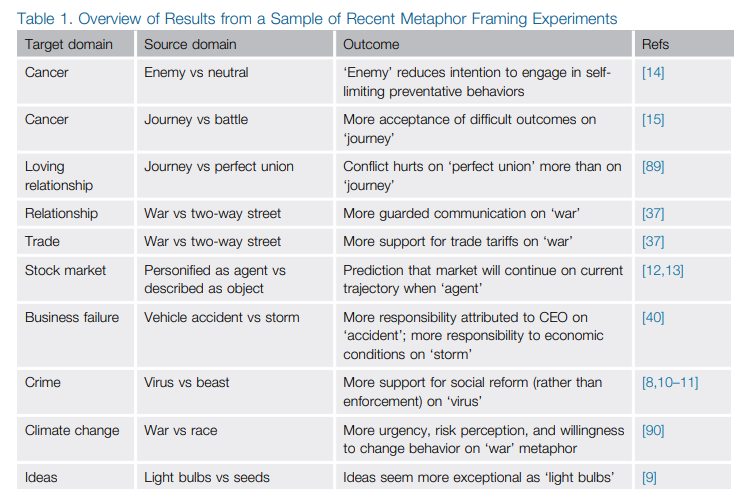 Table 1. Overview of Results from a Sample of Recent Metaphor Framing Experiments
Target domain Source domain Outcome Refs
Cancer Enemy vs neutral ‘Enemy’ reduces intention to engage in self-
limiting preventative behaviors [14]
Cancer Journey vs battle More acceptance of difficult outcomes on
‘journey’ [15]
Loving
relationship Journey vs perfect union Conflict hurts on ‘perfect union’ more than on
‘journey’ [89]
Relationship War vs two-way street More guarded communication on ‘war’ [37]
Trade War vs two-way street More support for trade tariffs on ‘war’ [37]
Stock market Personified as agent vs
described as object Prediction that market will continue on current
trajectory when ‘agent’ [12,13]
Business failure Vehicle accident vs storm More responsibility attributed to CEO on
‘accident’; more responsibility to economic
conditions on ‘storm’ [40]
Crime Virus vs beast More support for social reform (rather than
enforcement) on ‘virus’ [8,10–11]
Climate change War vs race More urgency, risk perception, and willingness
to change behavior on ‘war’ metaphor [90]
Ideas Light bulbs vs seeds Ideas seem more exceptional as ‘light bulbs’ [9]